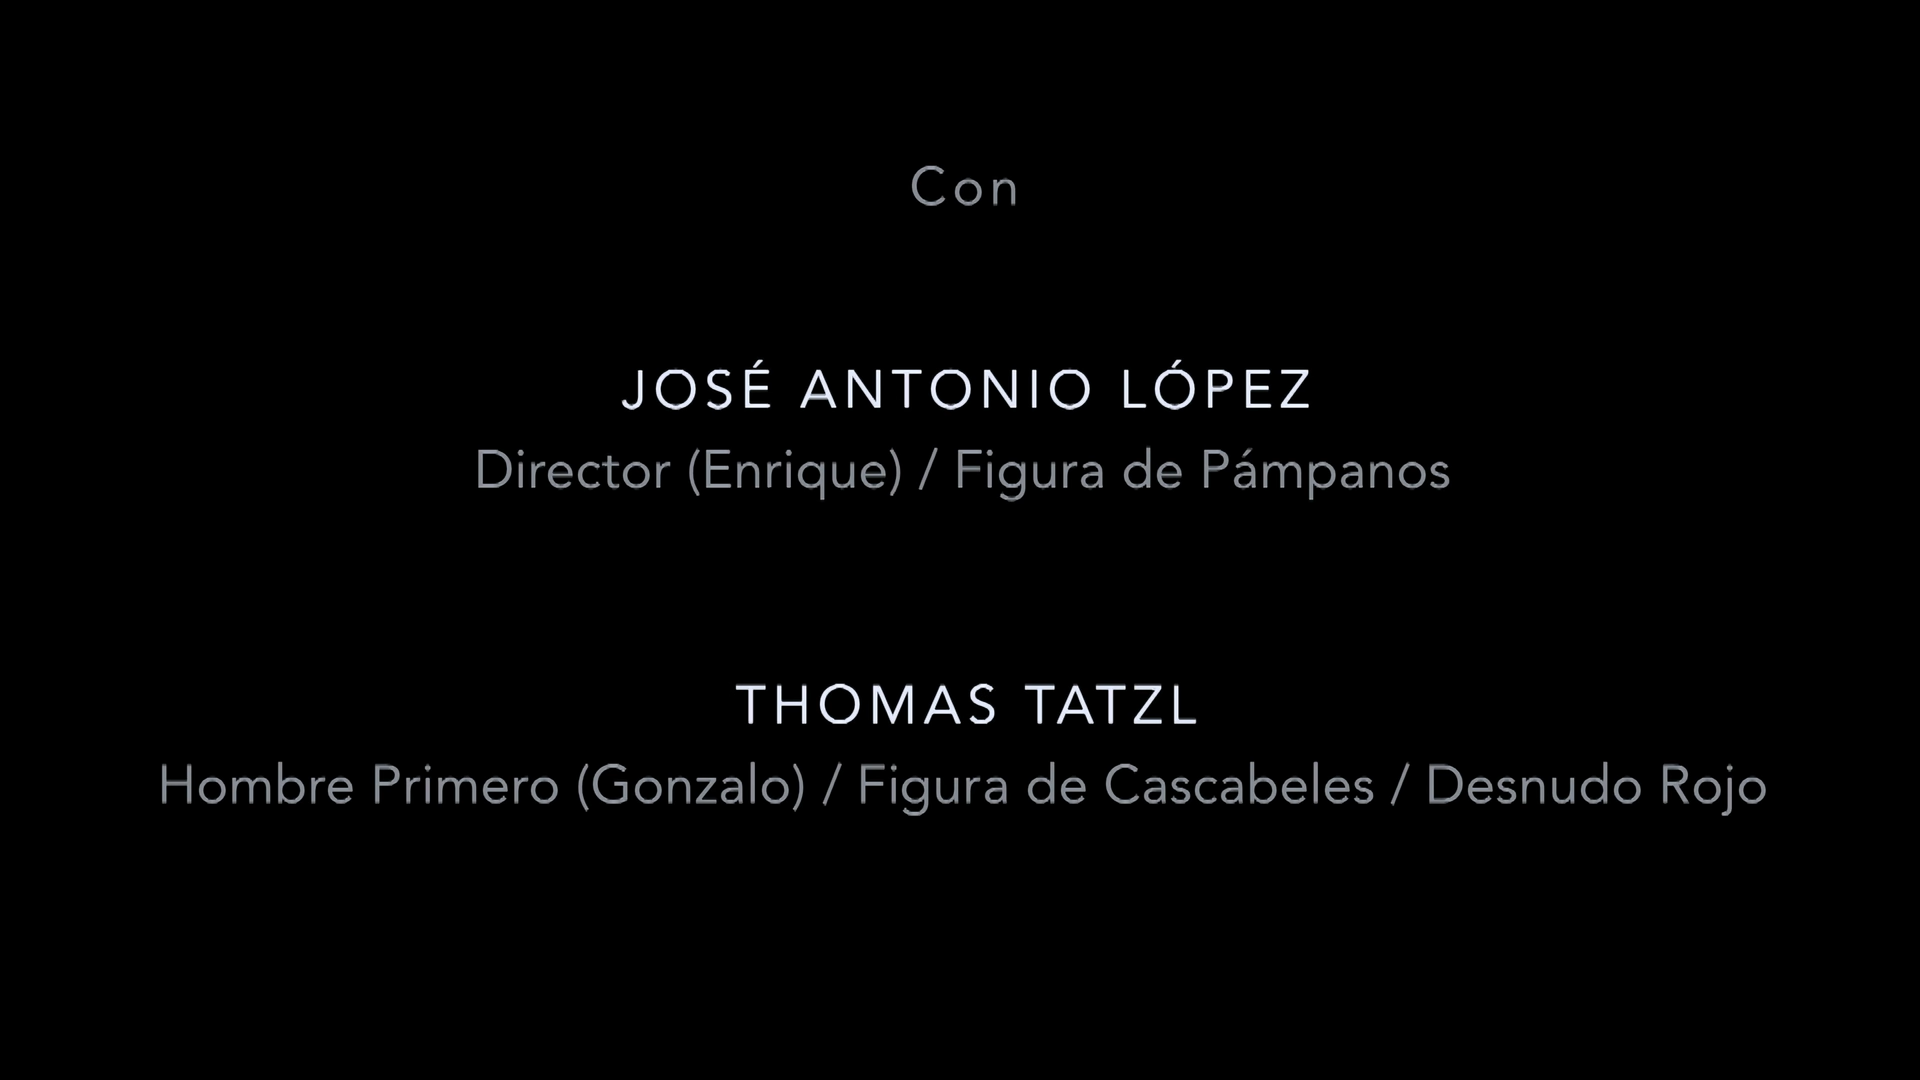 Con
JOSÉ ANTONIO LÓPEZ
Director (Enrique) / Figura de Pámpanos
THOMAS TATZL
Hombre Primero (Gonzalo) / Figura de Cascabeles / Desnudo Rojo